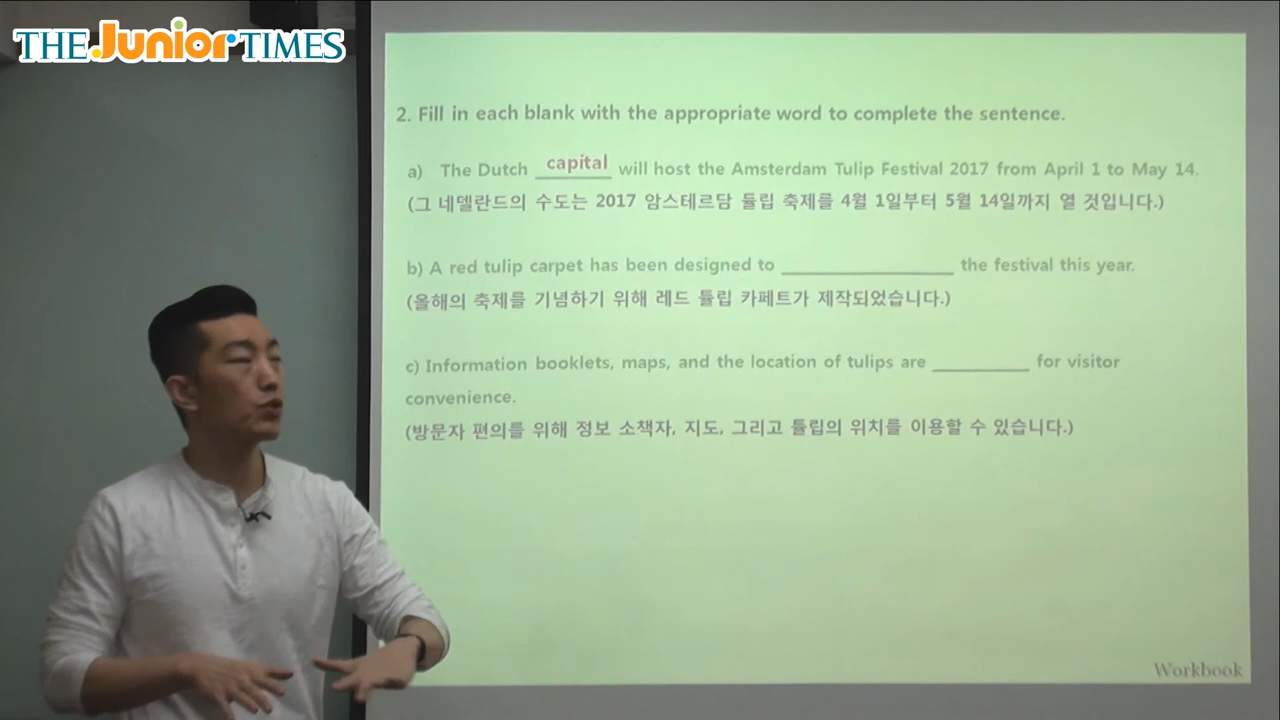 THE Junior TIMES
2. Fill in each blank with the appropriate word to complete the sentence.
a) The Dutch capital will host the Amsterdam Tulip Festival 2017 from April 1 to May 14.
(그 네델란드의 수도는 2017 암스테르담 튤립 축제를 4월 1일부터 5월 14일까지 열 것입니다.)
b) A red tulip carpet has been designed to ________________ the festival this year.
(올해의 축제를 기념하기 위해 레드 튤립 카페트가 제작되었습니다.)
c) Information booklets, maps, and the location of tulips are _________ for visitor
convenience.
(방문자 편의를 위해 정보 소책자, 지도, 그리고 튤립의 위치를 이용할 수 있습니다.)
Workbook